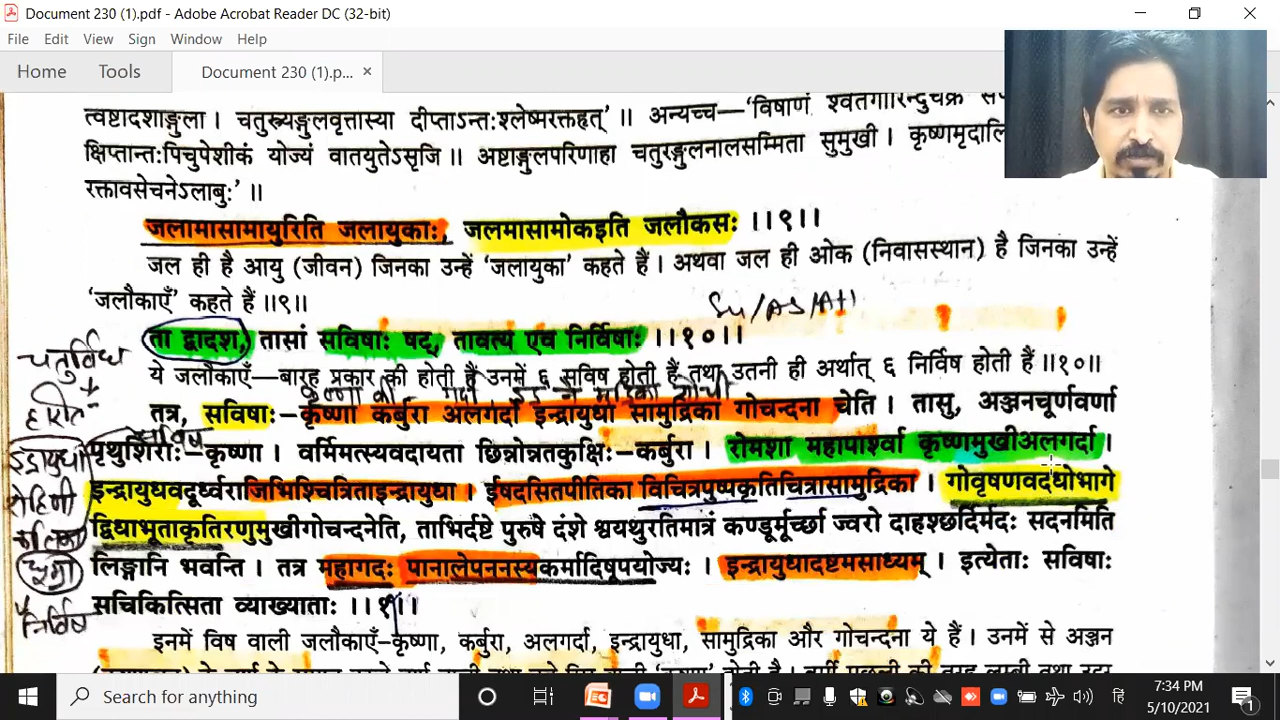 Document 230 (1).pdf - Adobe Acrobat Reader DC (32-bit)
File Edit View Sign Window Help
Home Tools Document 230 (1).p... ×
त्वष्टादशाङ्गुला । चतुस्त्र्यङ्गुलवृत्तास्या दीप्ताऽन्तःश्लेष्मरक्तहृत्’ ॥ अन्यच्च—‘विषाणं
क्षिप्तान्तःपिचुपेशीकं योज्यं वातयुतेऽसृजि ॥ अष्टाङ्गुलपरिणाहा चतुरङ्गुलनालसम्मिता सुमुखी ।
रक्तावसेचनेऽलाबुः’ ॥
जलामासामायुरिति जलायुकाः, जलमासामोकइति जलौकसः ।।९।।
जल ही है आयु (जीवन) जिनका उन्हें ‘जलायुका’ कहते हैं । अथवा जल ही ओक (निवासस्थान) है जिनका उन्हें
‘जलौकाएँ’ कहते हैं ॥९॥
Su/AS/AH
ता द्वादश, तासां सविषाः षट्, तावत्य एव निर्विषाः ।।१०।।
ये जलौकाएँ—बारह प्रकार की होती हैं उनमें ६ सविष होती हैं तथा उतनी ही अर्थात् ६ निर्विष होती हैं ॥१०॥
तत्र, सविषाः–कृष्णा कर्बुरा अलगर्दा इन्द्रायुधा सामुद्रिका गोचन्दना चेति । तासु, अञ्जनचूर्णवर्णा
पृथुशिराः–कृष्णा । वर्मिमत्स्यवदायता छिन्नोन्नतकुक्षिः–कर्बुरा । रोमशा महापार्श्वा कृष्णमुखीअलगर्दा ।
इन्द्रायुधवदूर्ध्वराजिभिश्चित्रिताइन्द्रायुधा । ईषदसितपीतिका विचित्रपुष्पकृतिचित्रासामुद्रिका । गोवृषणवदधोभागे
द्विधाभूताकृतिरणुमुखीगोचन्दनेति, ताभिर्दष्टे पुरुषे दंशे श्वयथुरतिमात्रं कण्डूर्मूर्च्छा ज्वरो दाहश्छर्दिर्मदः सदनमिति
लिङ्गानि भवन्ति । तत्र महागदः पानालेपननस्यकर्मादिषूपयोज्यः । इन्द्रायुधादष्टमसाध्यम् । इत्येताः सविषाः
सचिकित्सिता व्याख्याताः ।।११।।
इनमें विष वाली जलौकाएँ–कृष्णा, कर्बुरा, अलगर्दा, इन्द्रायुधा, सामुद्रिका और गोचन्दना ये हैं । उनमें से अञ्जन
चतुर्विध
हरित
इंद्रायुधा
रोहिणी
निर्विष
Search for anything
हि
7:34 PM
5/10/2021
1